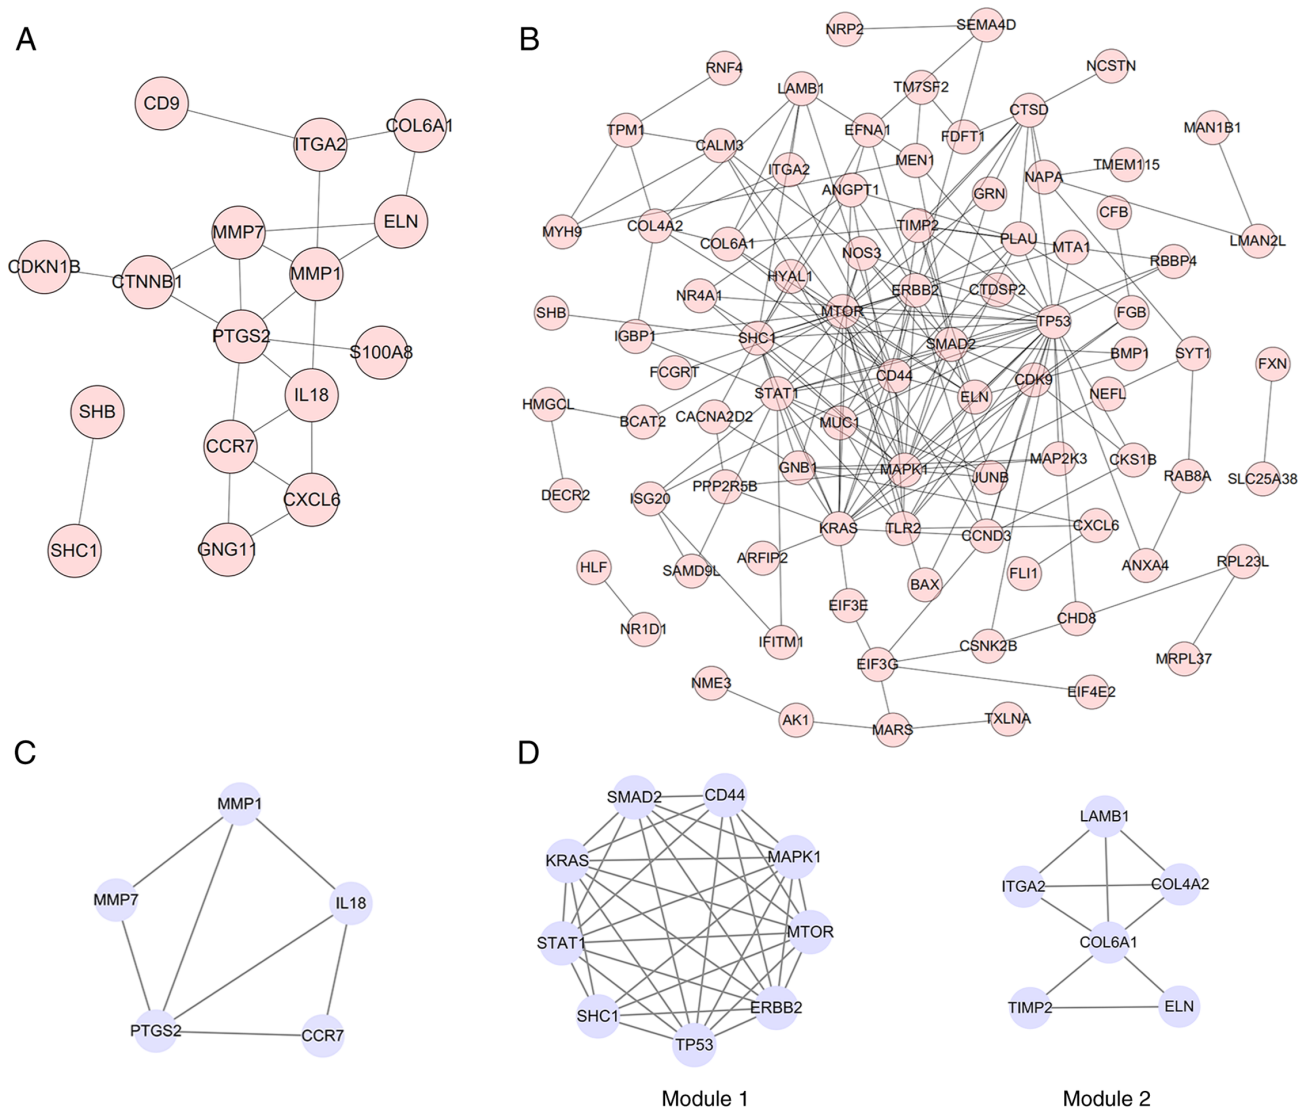 A
CD9
ITGA2
COL6A1
MMP7
ELN
CDKN1B
CTNNB1
MMP1
PTGS2
S100A8
IL18
SHB
CCR7
CXCL6
SHC1
GNG11
B
NRP2
SEMA4D
RNF4
LAMB1
TM7SF2
NCSTN
CTSD
TPM1
CALM3
EFNA1
FDFT1
MAN1B1
ITGA2
MEN1
NAPA
TMEM115
ANGPT1
GRN
CFB
MYH9
COL4A2
COL6A1
TIMP2
PLAU
MTA1
LMAN2L
NOS3
RBBP4
HYAL1
NR4A1
ERBB2
CTDSP2
SHB
MTOR
TP53
FGB
IGBP1
SHC1
SMAD2
BMP1
SYT1
FCGRT
CD44
CDK9
FXN
HMGCL
STAT1
ELN
NEFL
BCAT2
CACNA2D2
MUC1
GNB1
MAPK1
MAP2K3
CKS1B
DECR2
ISG20
PPP2R5B
JUNB
RAB8A
SLC25A38
KRAS
TLR2
CCND3
CXCL6
HLF
SAMD9L
ARFIP2
BAX
FLI1
ANXA4
RPL23L
EIF3E
NR1D1
IFITM1
CHD8
CSNK2B
EIF3G
MRPL37
NME3
EIF4E2
AK1
MARS
TXLNA
C
MMP1
MMP7
IL18
PTGS2
CCR7
D
SMAD2
CD44
KRAS
MAPK1
STAT1
MTOR
SHC1
ERBB2
TP53
Module 1
LAMB1
ITGA2
COL4A2
COL6A1
TIMP2
ELN
Module 2